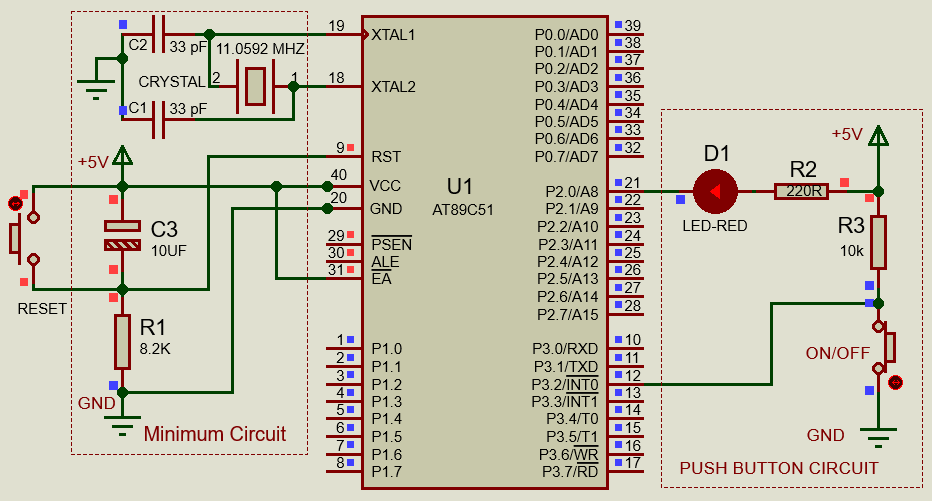 C2
33 pF
11.0592 MHZ
CRYSTAL
2
1
C1
33 pF
+5V
RESET
C3
10UF
R1
8.2K
GND
Minimum Circuit
19
XTAL1
18
XTAL2
9
RST
40
VCC
20
GND
29
PSEN
30
ALE
31
EA
1
P1.0
2
P1.1
3
P1.2
4
P1.3
5
P1.4
6
P1.5
7
P1.6
8
P1.7
U1
AT89C51
P0.0/AD0
39
P0.1/AD1
38
P0.2/AD2
37
P0.3/AD3
36
P0.4/AD4
35
P0.5/AD5
34
P0.6/AD6
33
P0.7/AD7
32
P2.0/A8
21
P2.1/A9
22
P2.2/A10
23
P2.3/A11
24
P2.4/A12
25
P2.5/A13
26
P2.6/A14
27
P2.7/A15
28
P3.0/RXD
10
P3.1/TXD
11
P3.2/INT0
12
P3.3/INT1
13
P3.4/T0
14
P3.5/T1
15
P3.6/WR
16
P3.7/RD
17
+5V
D1
LED-RED
R2
220R
R3
10k
ON/OFF
GND
PUSH BUTTON CIRCUIT